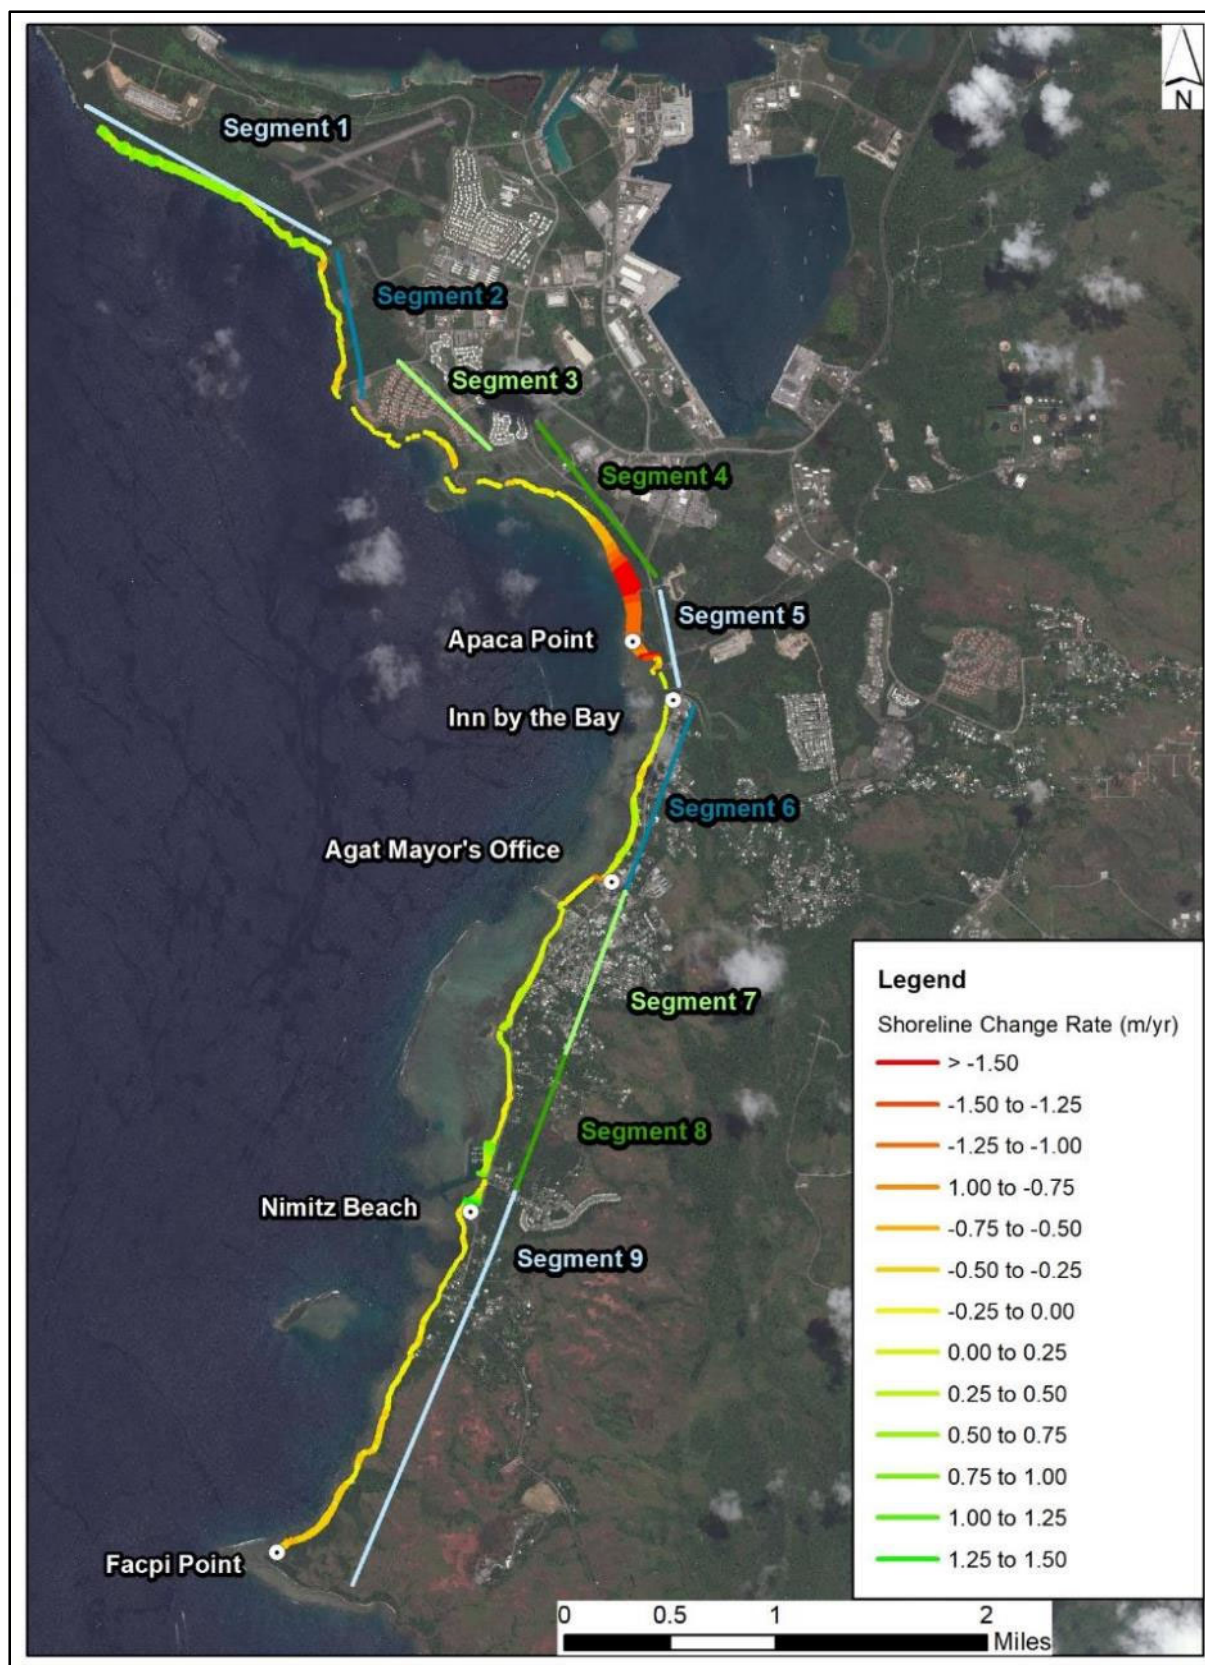 N
Segment 1
Segment 2
Segment 3
Segment 4
Segment 5
Apaca Point
Inn by the Bay
Segment 6
Agat Mayor's Office
Segment 7
Segment 8
Nimitz Beach
Segment 9
Facpi Point
Legend
Shoreline Change Rate (m/yr)
> -1.50
-1.50 to -1.25
-1.25 to -1.00
1.00 to -0.75
-0.75 to -0.50
-0.50 to -0.25
-0.25 to 0.00
0.00 to 0.25
0.25 to 0.50
0.50 to 0.75
0.75 to 1.00
1.00 to 1.25
1.25 to 1.50
0 0.5 1 2
Miles